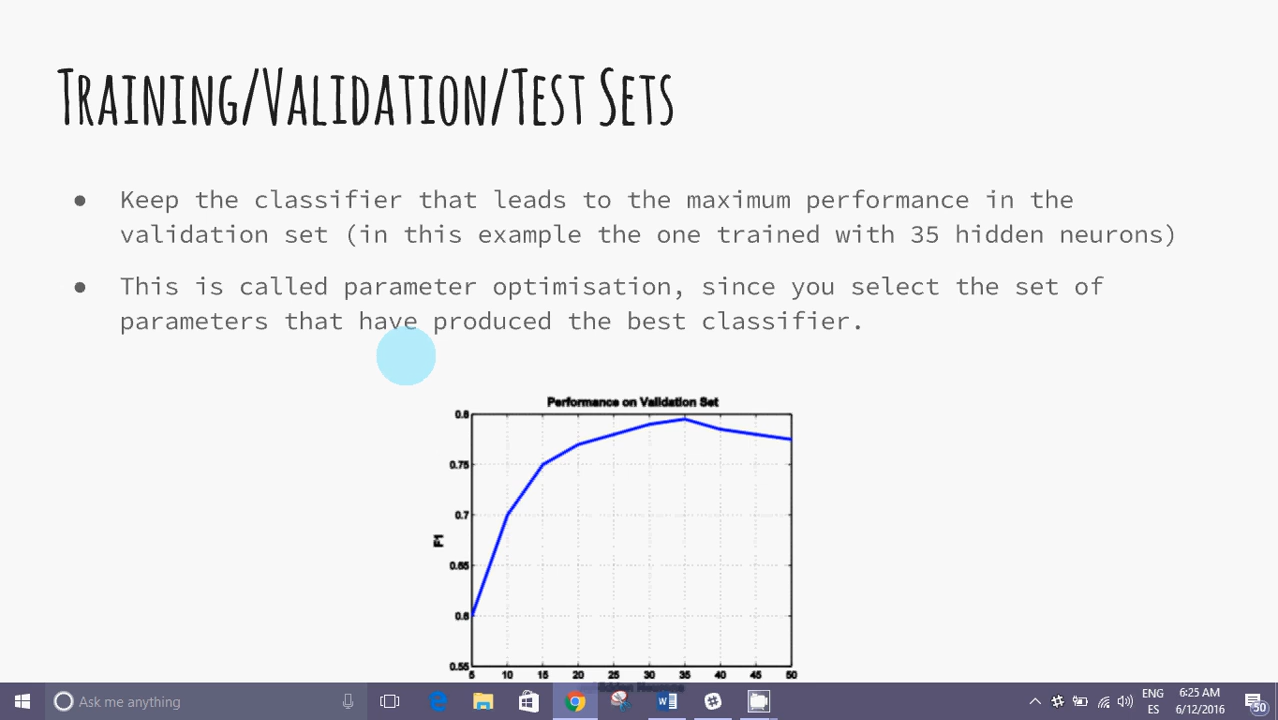 Training/Validation/Test Sets
● Keep the classifier that leads to the maximum performance in the
validation set (in this example the one trained with 35 hidden neurons)
● This is called parameter optimisation, since you select the set of
parameters that have produced the best classifier.
Performance on Validation Set
0.8
0.75
0.7
0.65
0.6
0.55
F1
5 10 15 20 25 30 35 40 45 50
Hidden Neurons
Ask me anything
ENG
ES
6:25 AM
6/12/2016
50